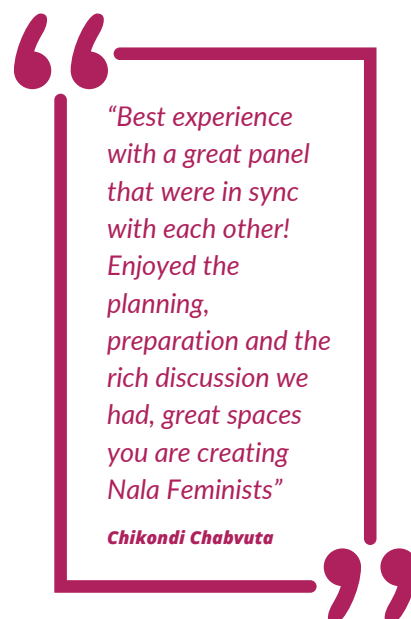 “Best experience
with a great panel
that were in sync
with each other!
Enjoyed the
planning,
preparation and the
rich discussion we
had, great spaces
you are creating
Nala Feminists”
Chikondi Chabvuta